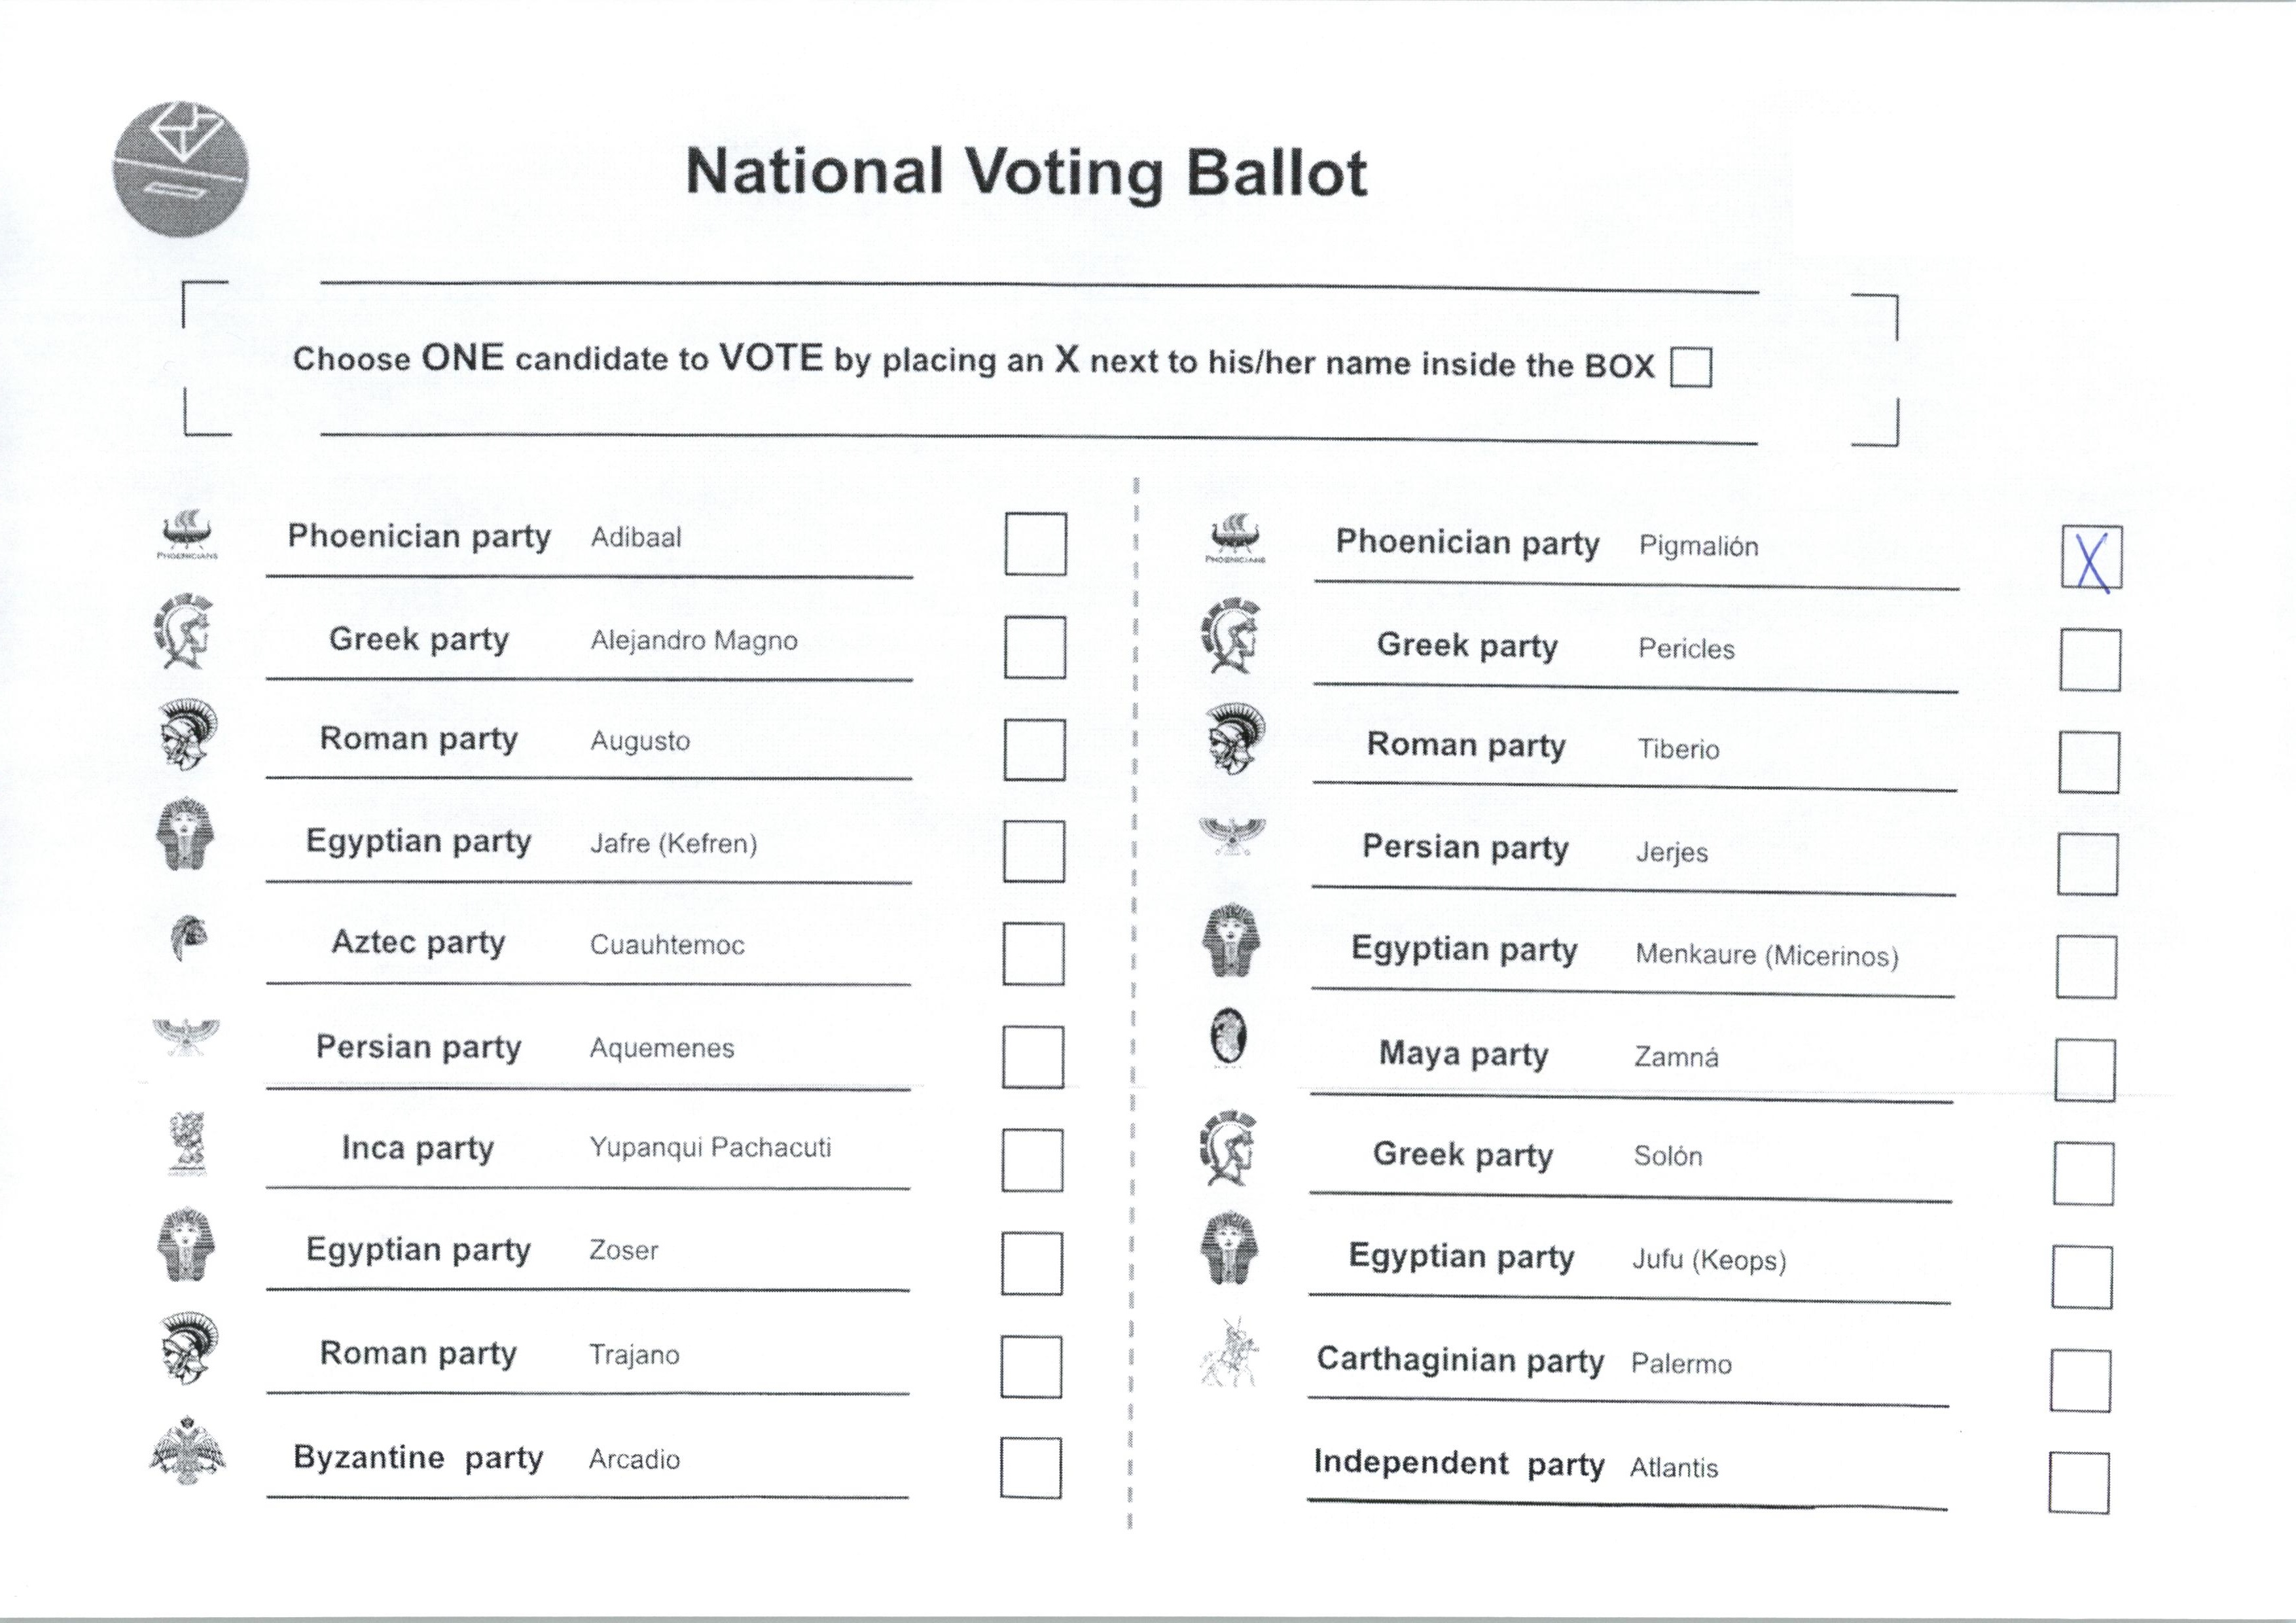 National Voting Ballot
Choose ONE candidate to VOTE by placing an X next to his/her name inside the BOX
PHOENICIANS
Phoenician party Adibaal
Greek party Alejandro Magno
Roman party Augusto
Egyptian party Jafre (Kefren)
Aztec party Cuauhtemoc
Persian party Aquemenes
Inca party Yupanqui Pachacuti
Egyptian party Zoser
Roman party Trajano
Byzantine party Arcadio
PHOENICIANS
Phoenician party Pigmalión X
Greek party Pericles
Roman party Tiberio
Persian party Jerjes
Egyptian party Menkaure (Micerinos)
Maya party Zamná
Greek party Solón
Egyptian party Jufu (Keops)
Carthaginian party Palermo
Independent party Atlantis